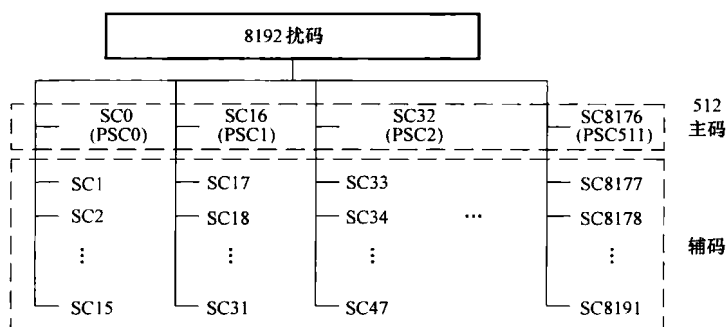 8192 扰码
SC0 SC16 SC32 SC8176 512
(PSC0) (PSC1) (PSC2) (PSC511) 主码
SC1 SC17 SC33 SC8177
SC2 SC18 SC34 … SC8178
⋮ ⋮ ⋮ ⋮ 辅码
SC15 SC31 SC47 SC8191